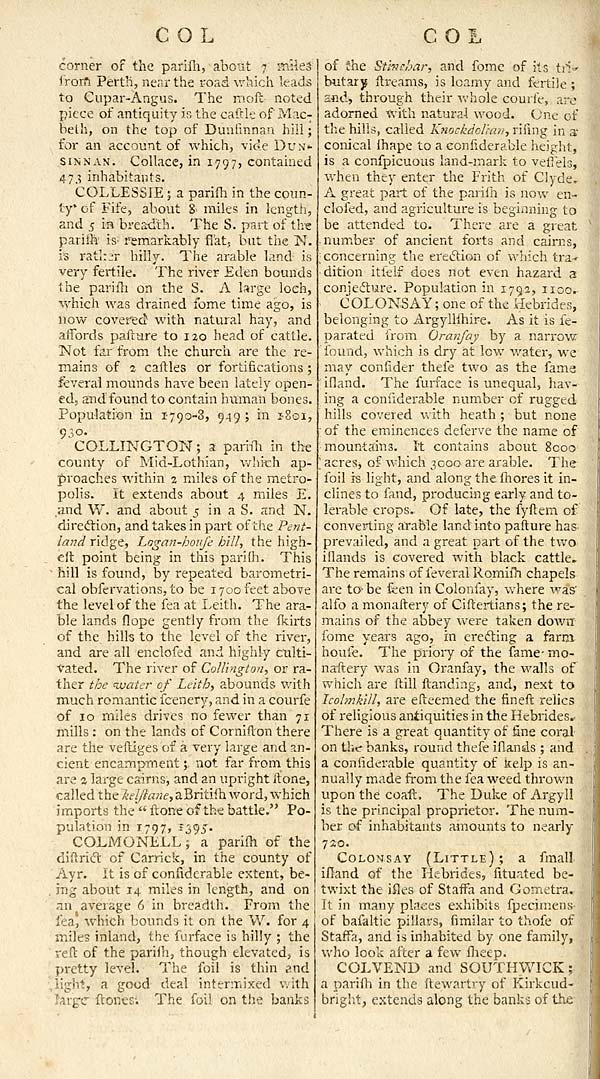 COL
corner of the pariſh, about 7 miles
from Perth, near the road which leads
to Cupar-Angus. The moſt noted
piece of antiquity is the caſtle of Mac-
beth, on the top of Dunſinnan hill;
for an account of which, vide DUN-
SINNAN. Collace, in 1797, contained
473 inhabitants.
COLLESSIE; a pariſh in the coun-
ty of Fife, about 8 miles in length,
and 5 in breadth. The S. part of the
pariſh is remarkably flat, but the N.
is rather hilly. The arable land is
very fertile. The river Eden bounds
the pariſh on the S. A large loch,
which was drained ſome time ago, is
now covered with natural hay, and
affords paſture to 120 head of cattle.
Not far from the church are the re-
mains of 2 caſtles or fortifications;
ſeveral mounds have been lately open-
ed, and found to contain human bones.
Population in 1790-8, 949; in 1801,
930.
COLLINGTON; a pariſh in the
county of Mid-Lothian, which ap-
proaches within 2 miles of the metro-
polis. It extends about 4 miles E.
and W. and about 5 in a S. and N.
direction, and takes in part of the Pent-
land ridge, Logan-houſe hill, the high-
eſt point being in this pariſh. This
hill is found, by repeated barometri-
cal obſervations, to be 1700 feet above
the level of the ſea at Leith. The ara-
ble lands ſlope gently from the ſkirts
of the hills to the level of the river,
and are all encloſed and highly culti-
vated. The river of Collington, or ra-
ther the water of Leith, abounds with
much romantic ſcenery, and in a courſe
of 10 miles drives no fewer than 71
mills: on the lands of Corniſton there
are the veſtiges of a very large and an-
cient encampment; not far from this
are 2 large cairns, and an upright ſtone,
called the kelſtane, a Britiſh word, which
imports the "ſtone of the battle." Po-
pulation in 1797, 1395.
COLMONELL; a pariſh of the
diſtrict of Carrick, in the county of
Ayr. It is of conſiderable extent, be-
ing about 14 miles in length, and on
an average 6 in breadth. From the
ſea, which bounds it on the W. for 4
miles inland, the ſurface is hilly; the
reſt of the pariſh, though elevated, is
pretty level. The ſoil is thin and
light, a good deal intermixed with
large ſtones. The ſoil on the banks
COL
of the Stinchar, and ſome of its tri-
butary ſtreams, is loamy and fertile;
and, through their whole courſe, are
adorned with natural wood. One of
the hills, called Knockdolian, riſing in a
conical ſhape to a conſiderable height,
is a conſpicuous land-mark to veſſels,
when they enter the Frith of Clyde.
A great part of the pariſh is now en-
cloſed, and agriculture is beginning to
be attended to. There are a great
number of ancient forts and cairns,
concerning the erection of which tra-
dition itſelf does not even hazard a
conjecture. Population in 1792, 1100.
COLONSAY; one of the Hebrides,
belonging to Argyllſhire. As it is ſe-
parated from Oranſay by a narrow
ſound, which is dry at low water, we
may conſider theſe two as the ſame
iſland. The ſurface is unequal, hav-
ing a conſiderable number of rugged
hills covered with heath; but none
of the eminences deſerve the name of
mountains. It contains about 8000
acres, of which 3000 are arable. The
ſoil is light, and along the ſhores it in-
clines to ſand, producing early and to-
lerable crops. Of late, the ſyſtem of
converting arable land into paſture has
prevailed, and a great part of the two
iſlands is covered with black cattle.
The remains of ſeveral Romiſh chapels
are to be ſeen in Colonſay, where was
alſo a monaſtery of Ciſtertians; the re-
mains of the abbey were taken down
ſome years ago, in erecting a farm
houſe. The priory of the ſame mo-
naſtery was in Oranſay, the walls of
which are ſtill ſtanding, and, next to
Icolmkill, are eſteemed the fineſt relics
of religious antiquities in the Hebrides.
There is a great quantity of fine coral
on the banks, round theſe iſlands; and
a conſiderable quantity of kelp is an-
nually made from the ſea weed thrown
upon the coaſt. The Duke of Argyll
is the principal proprietor. The num-
ber of inhabitants amounts to nearly
720.
COLONSAY (LITTLE); a ſmall
iſland of the Hebrides, ſituated be-
twixt the iſles of Staffa and Gometra.
It in many places exhibits ſpecimens
of baſaltic pillars, ſimilar to thoſe of
Staffa, and is inhabited by one family,
who look after a few ſheep.
COLVEND and SOUTHWICK;
a pariſh in the ſtewartry of Kirkcud-
bright, extends along the banks of the